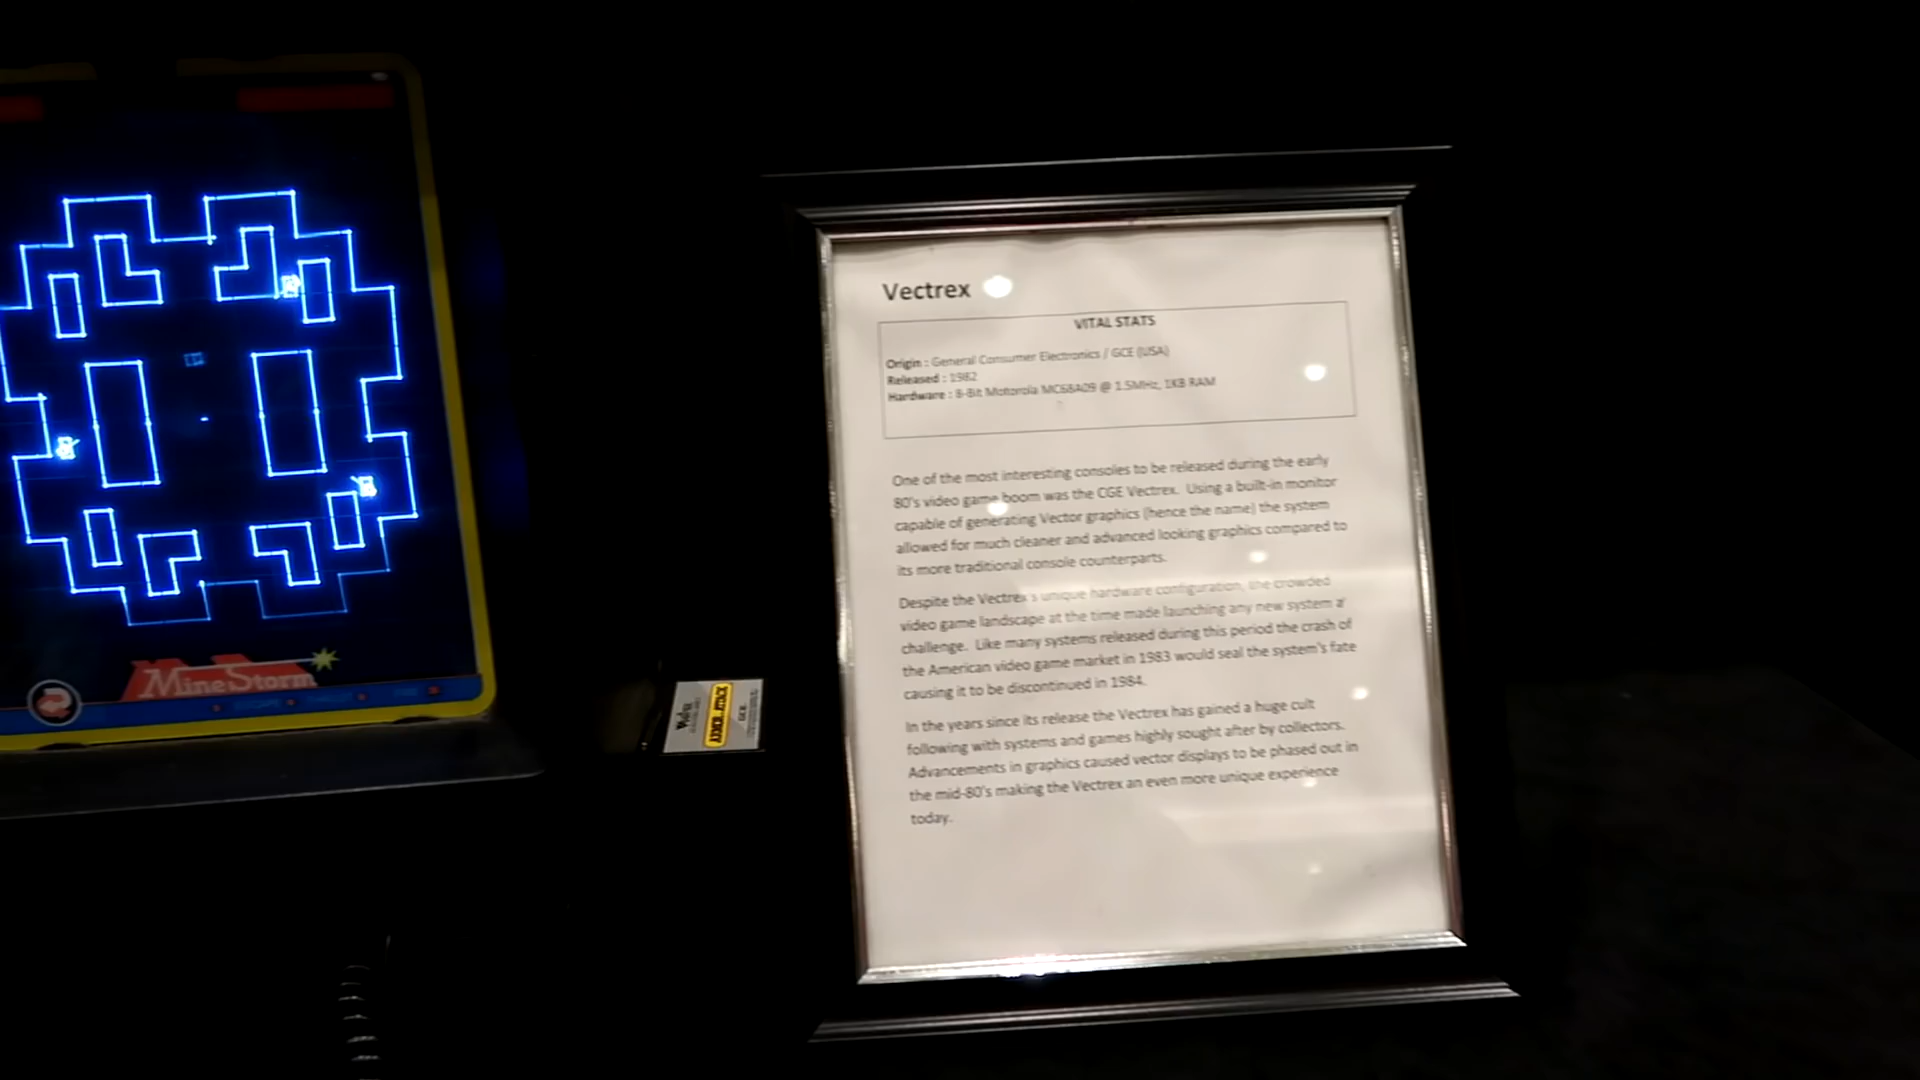 MineStorm
GCE
Vectrex
VITAL STATS
Origin : General Consumer Electronics / GCE (USA)
Released : 1982
Hardware : 8-Bit Motorola MC68A09 @ 1.5MHz, 1KB RAM
One of the most interesting consoles to be released during the early
80's video game boom was the CGE Vectrex. Using a built-in monitor
capable of generating Vector graphics (hence the name) the system
allowed for much cleaner and advanced looking graphics compared to
its more traditional console counterparts.
Despite the Vectrex's unique hardware configuration, the crowded
video game landscape at the time made launching any new system a
challenge. Like many systems released during this period the crash of
the American video game market in 1983 would seal the system's fate
causing it to be discontinued in 1984.
In the years since its release the Vectrex has gained a huge cult
following with systems and games highly sought after by collectors.
Advancements in graphics caused vector displays to be phased out in
the mid-80's making the Vectrex an even more unique experience
today.